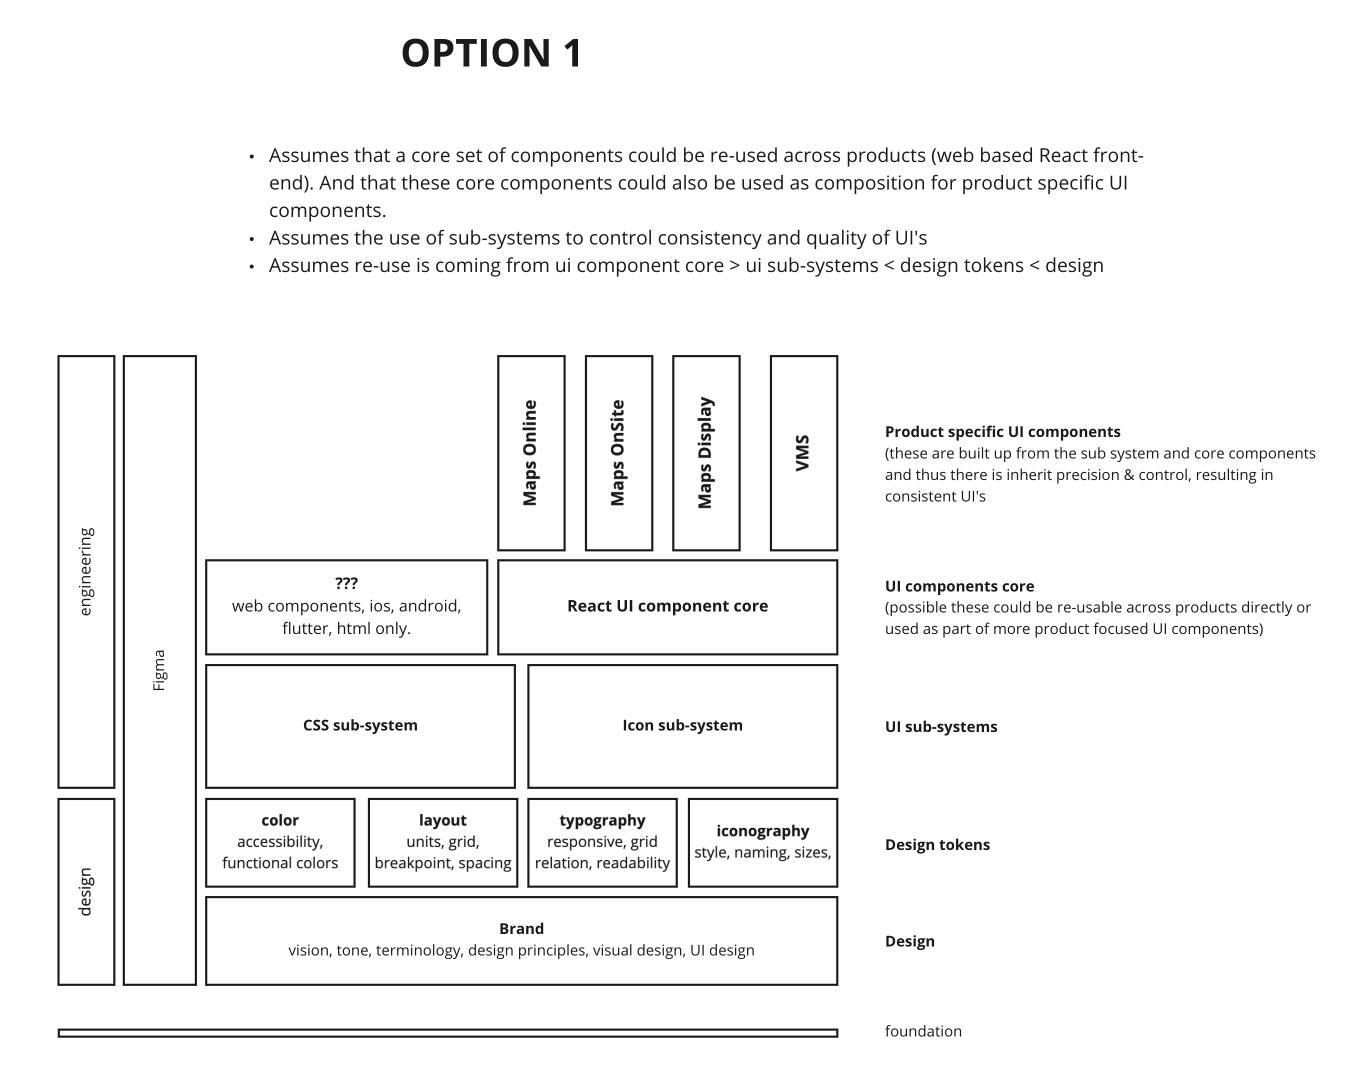 OPTION 1
• Assumes that a core set of components could be re-used across products (web based React front-
end). And that these core components could also be used as composition for product specific UI
components.
• Assumes the use of sub-systems to control consistency and quality of UI's
• Assumes re-use is coming from ui component core > ui sub-systems < design tokens < design
engineering
design
Figma
Maps Online
Maps OnSite
Maps Display
VMS
Product specific UI components
(these are built up from the sub system and core components
and thus there is inherit precision & control, resulting in
consistent UI's
???
web components, ios, android,
flutter, html only.
React UI component core
UI components core
(possible these could be re-usable across products directly or
used as part of more product focused UI components)
CSS sub-system
Icon sub-system
UI sub-systems
color
accessibility,
functional colors
layout
units, grid,
breakpoint, spacing
typography
responsive, grid
relation, readability
iconography
style, naming, sizes,
Design tokens
Brand
vision, tone, terminology, design principles, visual design, UI design
Design
foundation